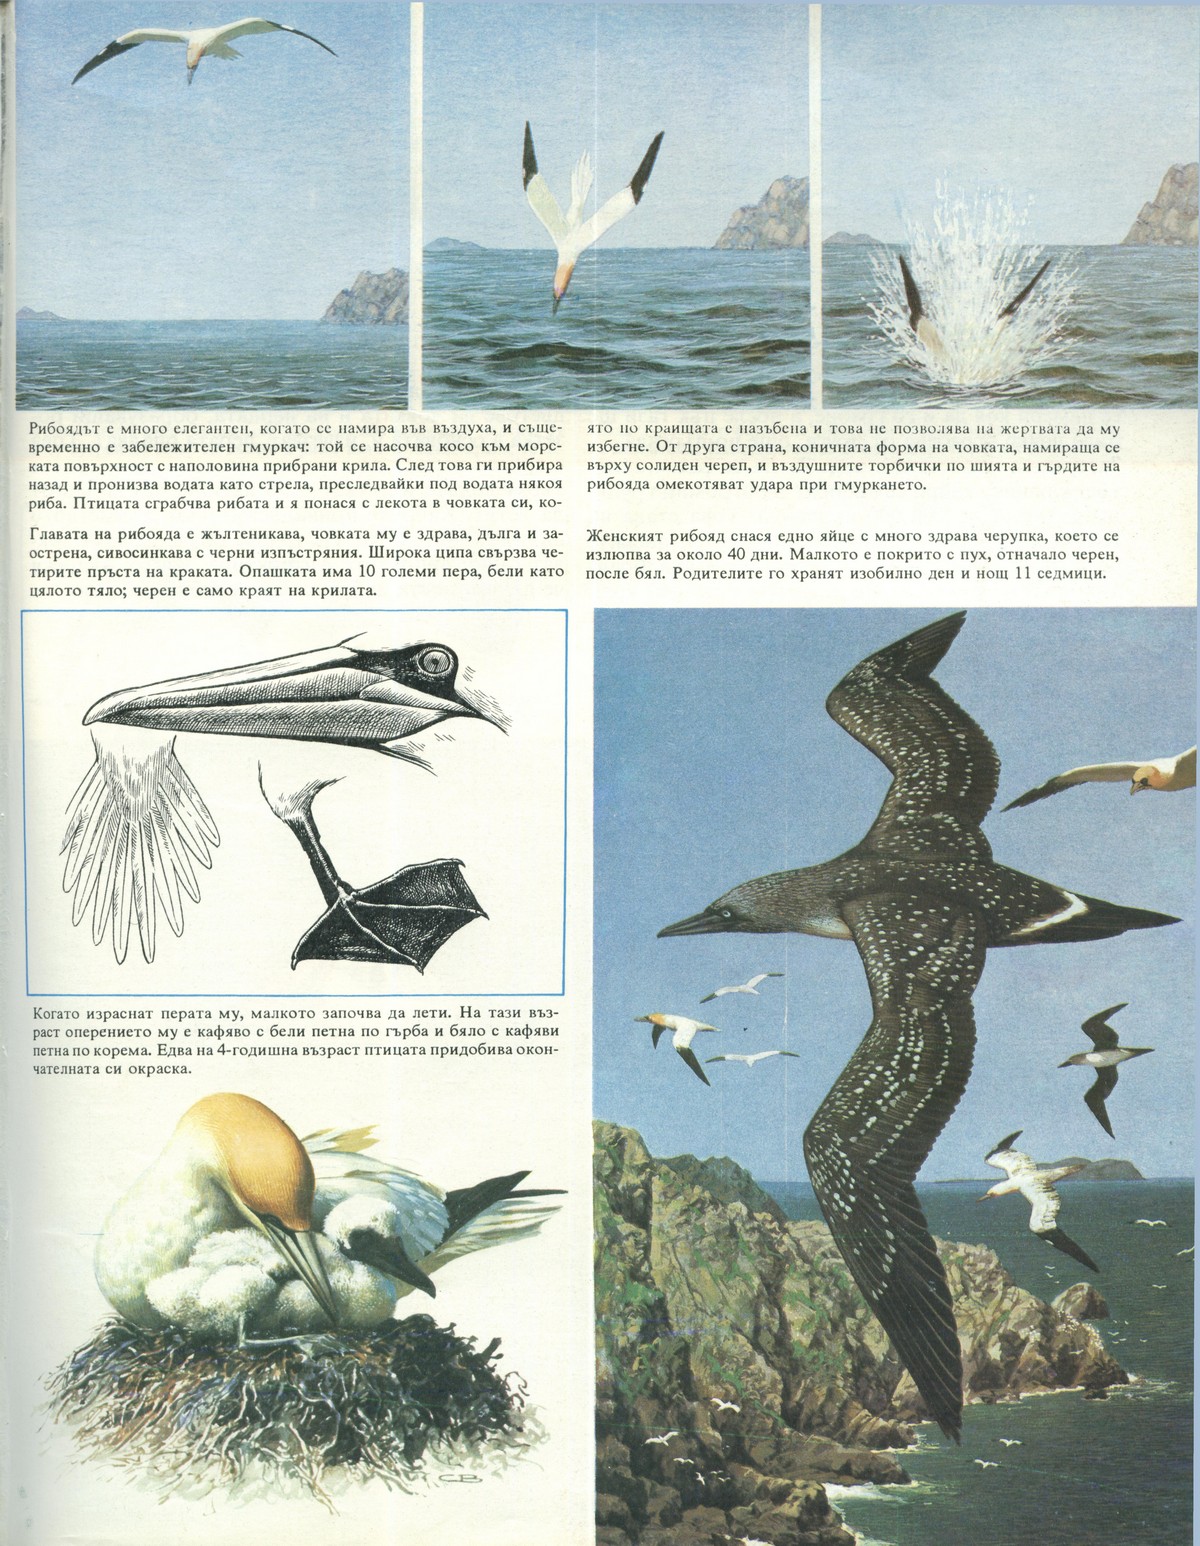 Рибоядът е много елегантен, когато се намира във въздуха, и също-
временно е забележителен гмуркач: той се насочва косо към морс-
ката повърхност с наполовина прибрани крила. След това ги прибира
назад и пронизва водата като стрела, преследвайки под водата някоя
риба. Птицата сграбчва рибата и я понася с лекота в човката си, ко-
ято по краищата е назъбена и това не позволява на жертвата да му
избегне. От друга страна, коничната форма на човката, намираща се
върху солиден череп, и въздушните торбички по шията и гърдите на
рибояда омекотяват удара при гмуркането.
Главата на рибояда е жълтеникава, човката му е здрава, дълга и за-
острена, сивосинкава с черни изпъстряния. Широка ципа свързва че-
тирите пръста на краката. Опашката има 10 големи пера, бели като
цялото тяло; черен е само краят на крилата.
Женският рибояд снася едно яйце с много здрава черупка, което се
излюпва за около 40 дни. Малкото е покрито с пух, отначало черен,
после бял. Родителите го хранят изобилно ден и нощ 11 седмици.
Когато израснат перата му, малкото започва да лети. На тази въз-
раст оперението му е кафяво с бели петна по гърба и бяло с кафяви
петна по корема. Едва на 4-годишна възраст птицата придобива окон-
чателната си окраска.
CB